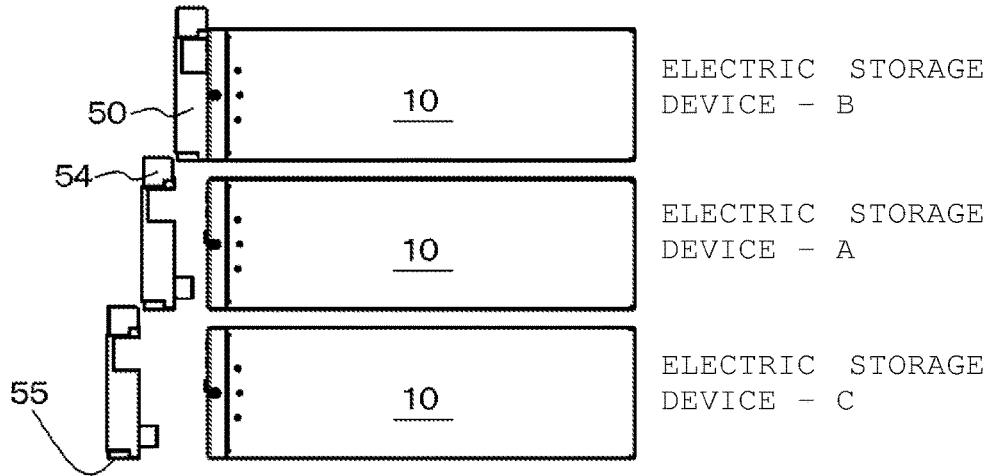 50
10
ELECTRIC STORAGE
DEVICE – B
54
10
ELECTRIC STORAGE
DEVICE – A
55
10
ELECTRIC STORAGE
DEVICE – C